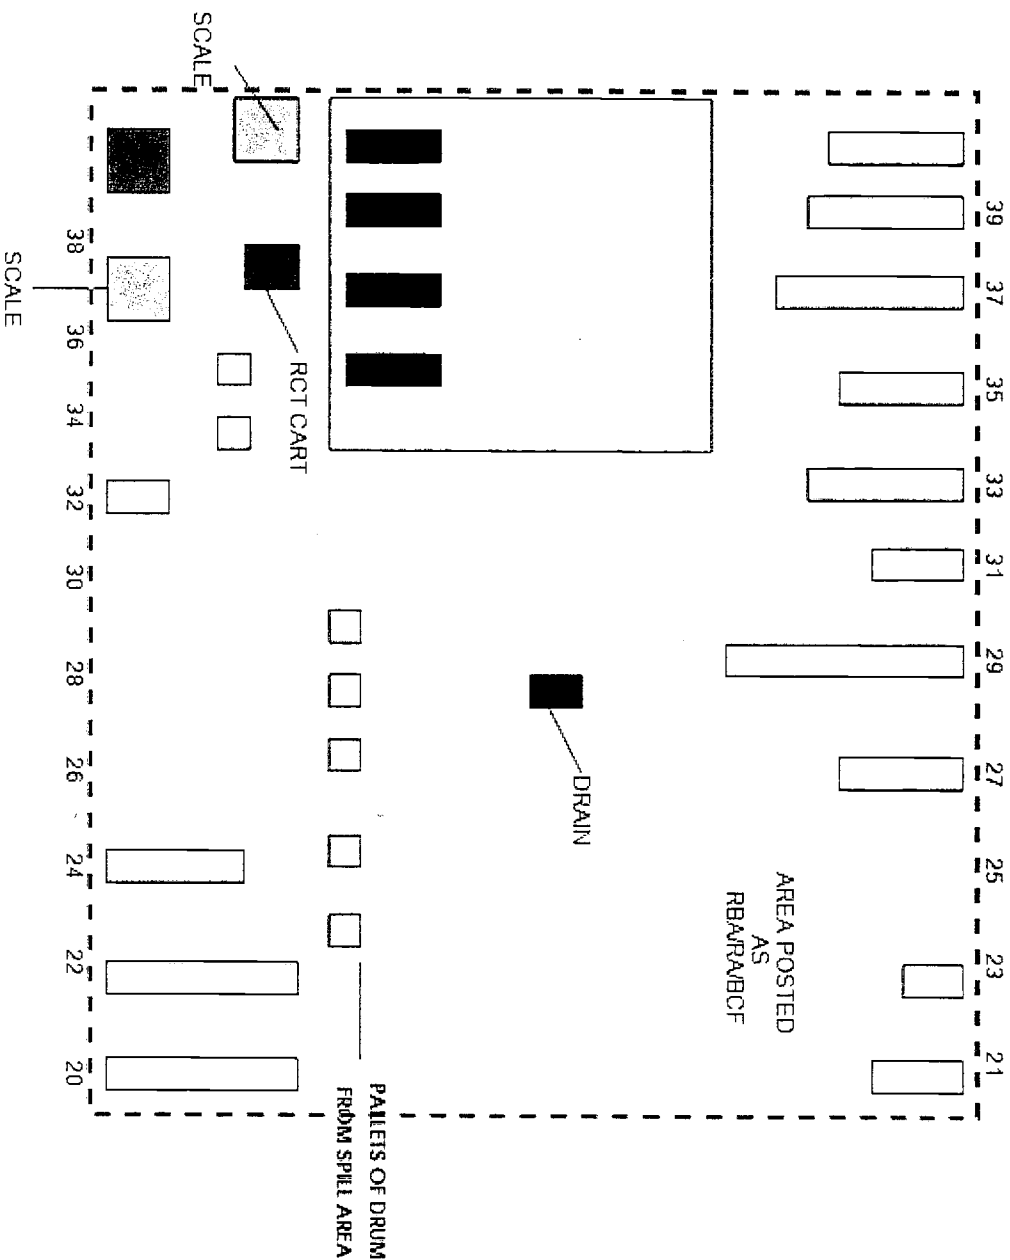 SCALE
39
37
35
33
31
29
27
25
23
21
38
36
34
32
30
28
26
24
22
20
SCALE
RCT CART
DRAIN
AREA POSTED
AS
RBA/RA/BCF
PALLETS OF DRUM
FROM SPILL AREA